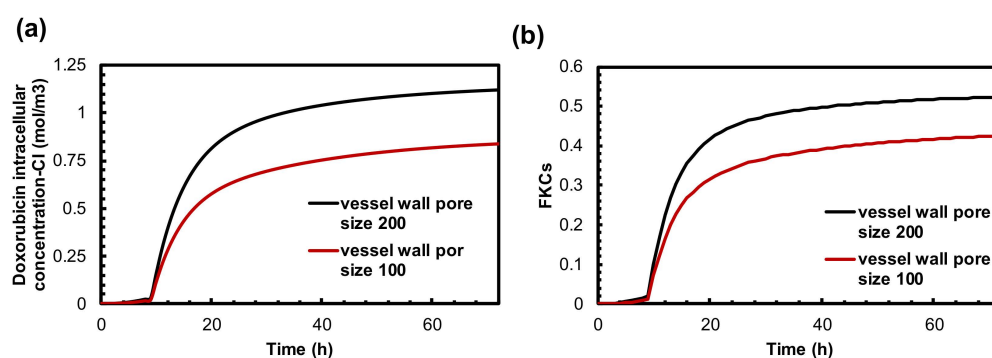 (a)
Doxorubicin intracellular
concentration-CI (mol/m3)
1.25
1
0.75
0.5
0.25
0
0
20
40
60
Time (h)
vessel wall pore
size 200
vessel wall por
size 100
(b)
FKCs
0.6
0.5
0.4
0.3
0.2
0.1
0
0
20
40
60
Time (h)
vessel wall pore
size 200
vessel wall pore
size 100